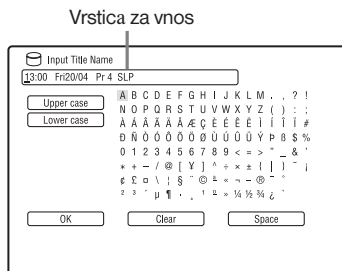 Vrstica za vnos
Input Title Name
13:00 Fri20/04 Pr 4 SLP
Upper case
Lower case
A B C D E F G H I J K L M . , ? !
N O P Q R S T U V W X Y Z ( ) : ;
À Á Â Ã Ä Å Æ Ç È É Ê Ë Ì Í Î Ï #
Ð Ñ Ò Ó Ô Õ Ö Ø Ù Ú Û Ü Ý Þ ß $ %
0 1 2 3 4 5 6 7 8 9 < = > " _ & '
* + – / @ [ ¥ ] ^ ÷ × ± { | } ~ ¡
¢ £ ¤ \ ¦ § ¨ © ª « ¬ - ® ¯ ° ´
² ³ ´ µ ¶ · ¸ ¹ º » ¼ ½ ¾ ¿
OK
Clear
Space